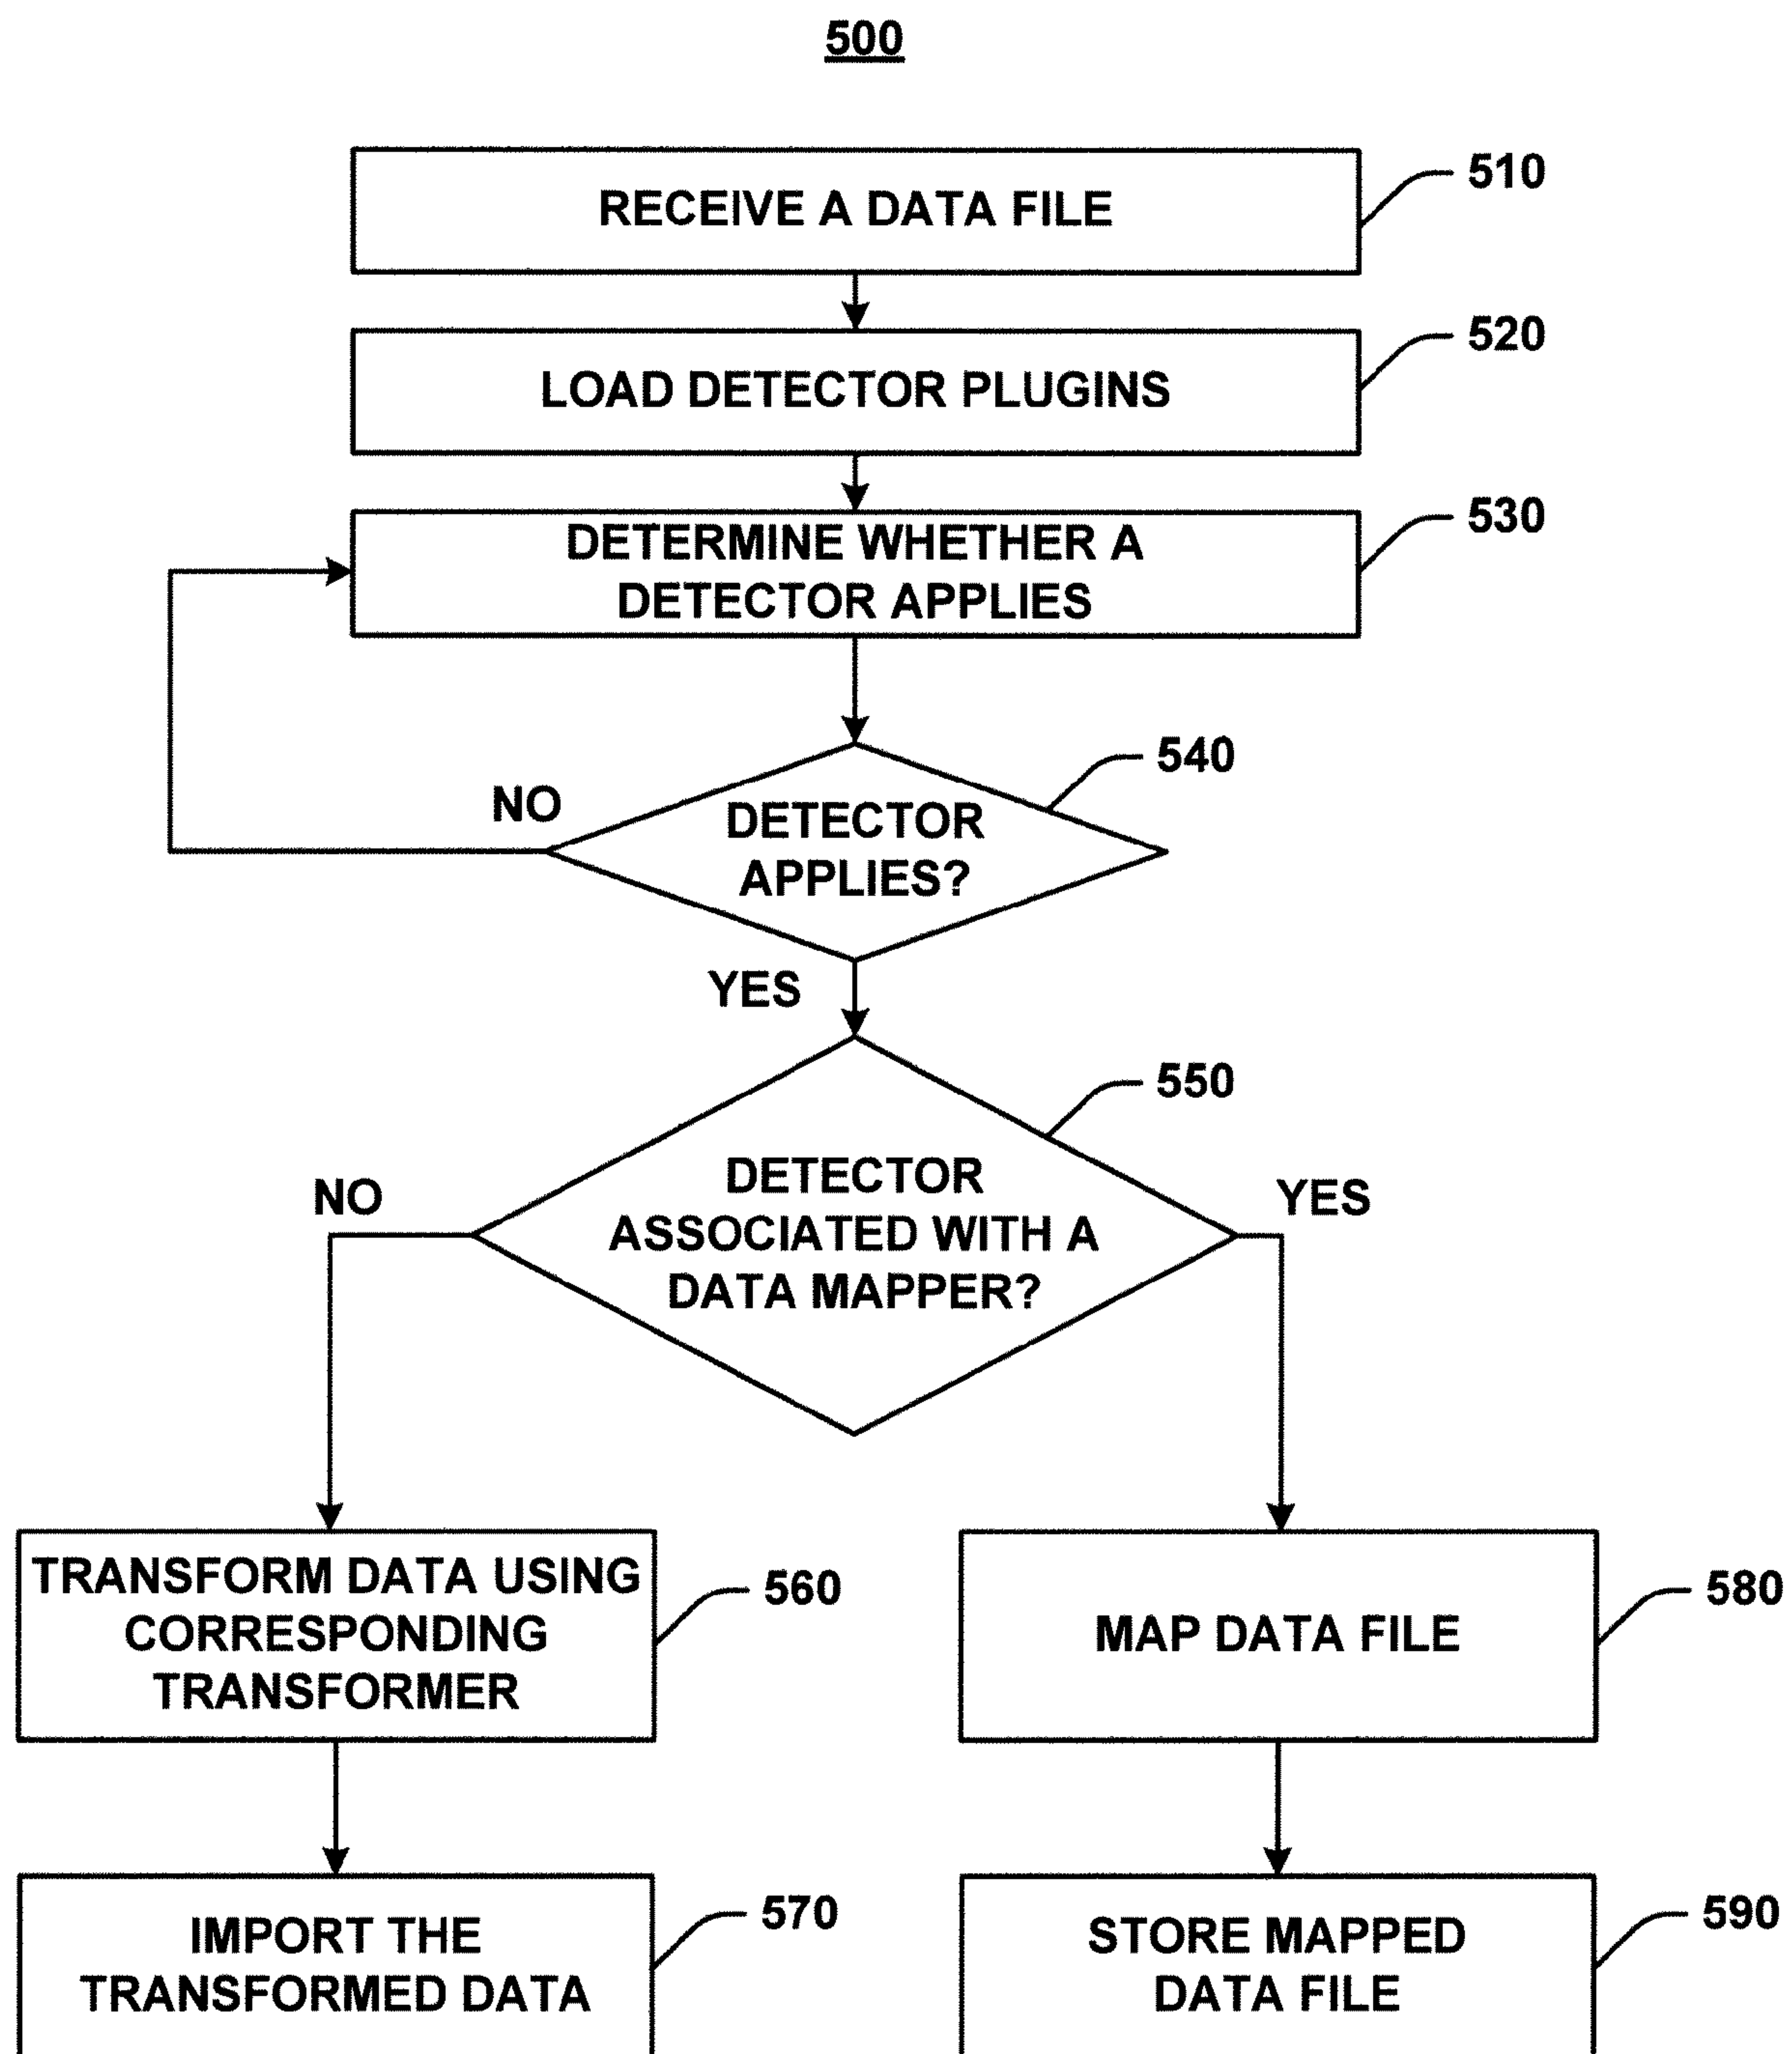 500
RECEIVE A DATA FILE
510
LOAD DETECTOR PLUGINS
520
DETERMINE WHETHER A
DETECTOR APPLIES
530
DETECTOR
APPLIES?
540
NO
YES
DETECTOR
ASSOCIATED WITH A
DATA MAPPER?
550
NO
YES
TRANSFORM DATA USING
CORRESPONDING
TRANSFORMER
560
MAP DATA FILE
580
IMPORT THE
TRANSFORMED DATA
570
STORE MAPPED
DATA FILE
590